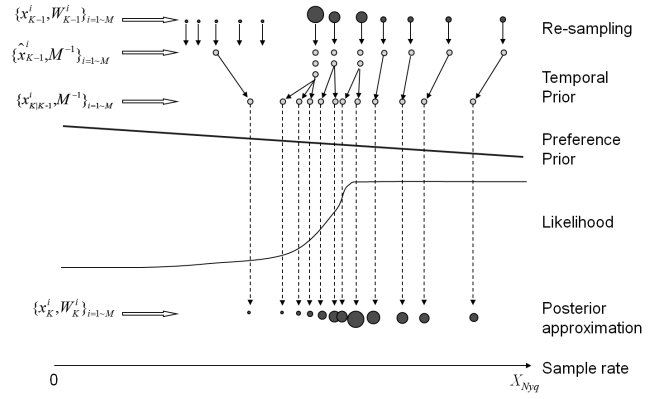 {x^i_{K-1}, W^i_{K-1}}_{i=1~M}
Re-sampling
{x̂^i_{K-1}, M^{-1}}_{i=1~M}
Temporal
Prior
{x^i_{K|K-1}, M^{-1}}_{i=1~M}
Preference
Prior
Likelihood
{x^i_K, W^i_K}_{i=1~M}
Posterior
approximation
Sample rate
0
X_{Nyq}